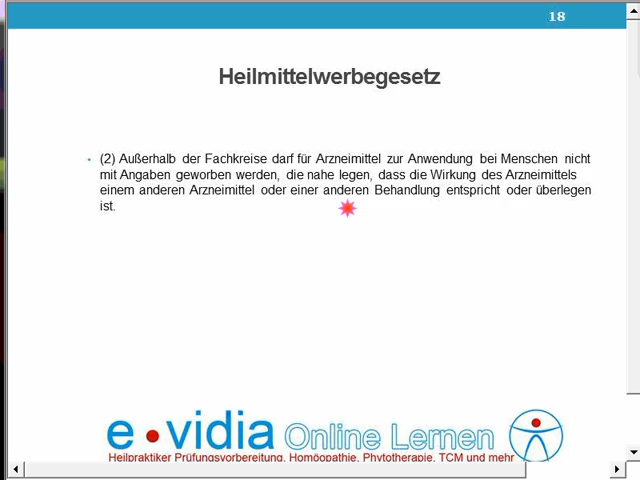 18
Heilmittelwerbegesetz
• (2) Außerhalb der Fachkreise darf für Arzneimittel zur Anwendung bei Menschen nicht
mit Angaben geworben werden, die nahe legen, dass die Wirkung des Arzneimittels
einem anderen Arzneimittel oder einer anderen Behandlung entspricht oder überlegen
ist.
e•vidia Online Lernen
Heilpraktiker Prüfungsvorbereitung, Homöopathie, Phytotherapie, TCM und mehr